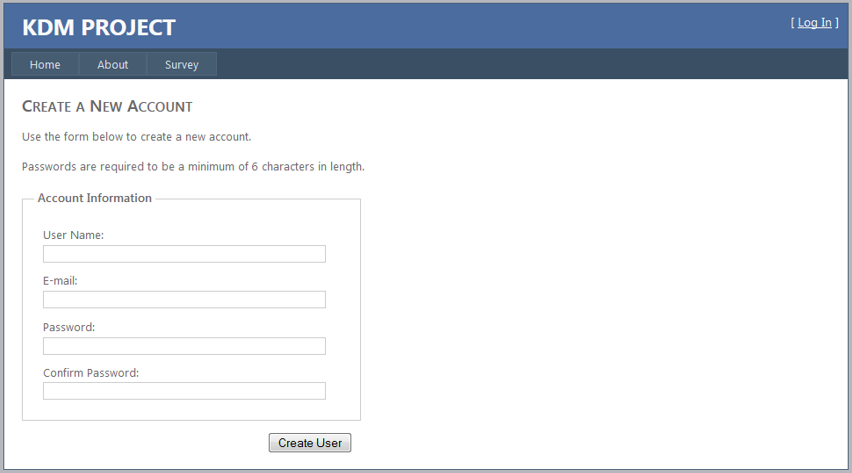 KDM PROJECT
[ Log In ]
Home About Survey
Create a New Account
Use the form below to create a new account.
Passwords are required to be a minimum of 6 characters in length.
Account Information
User Name:
E-mail:
Password:
Confirm Password:
Create User